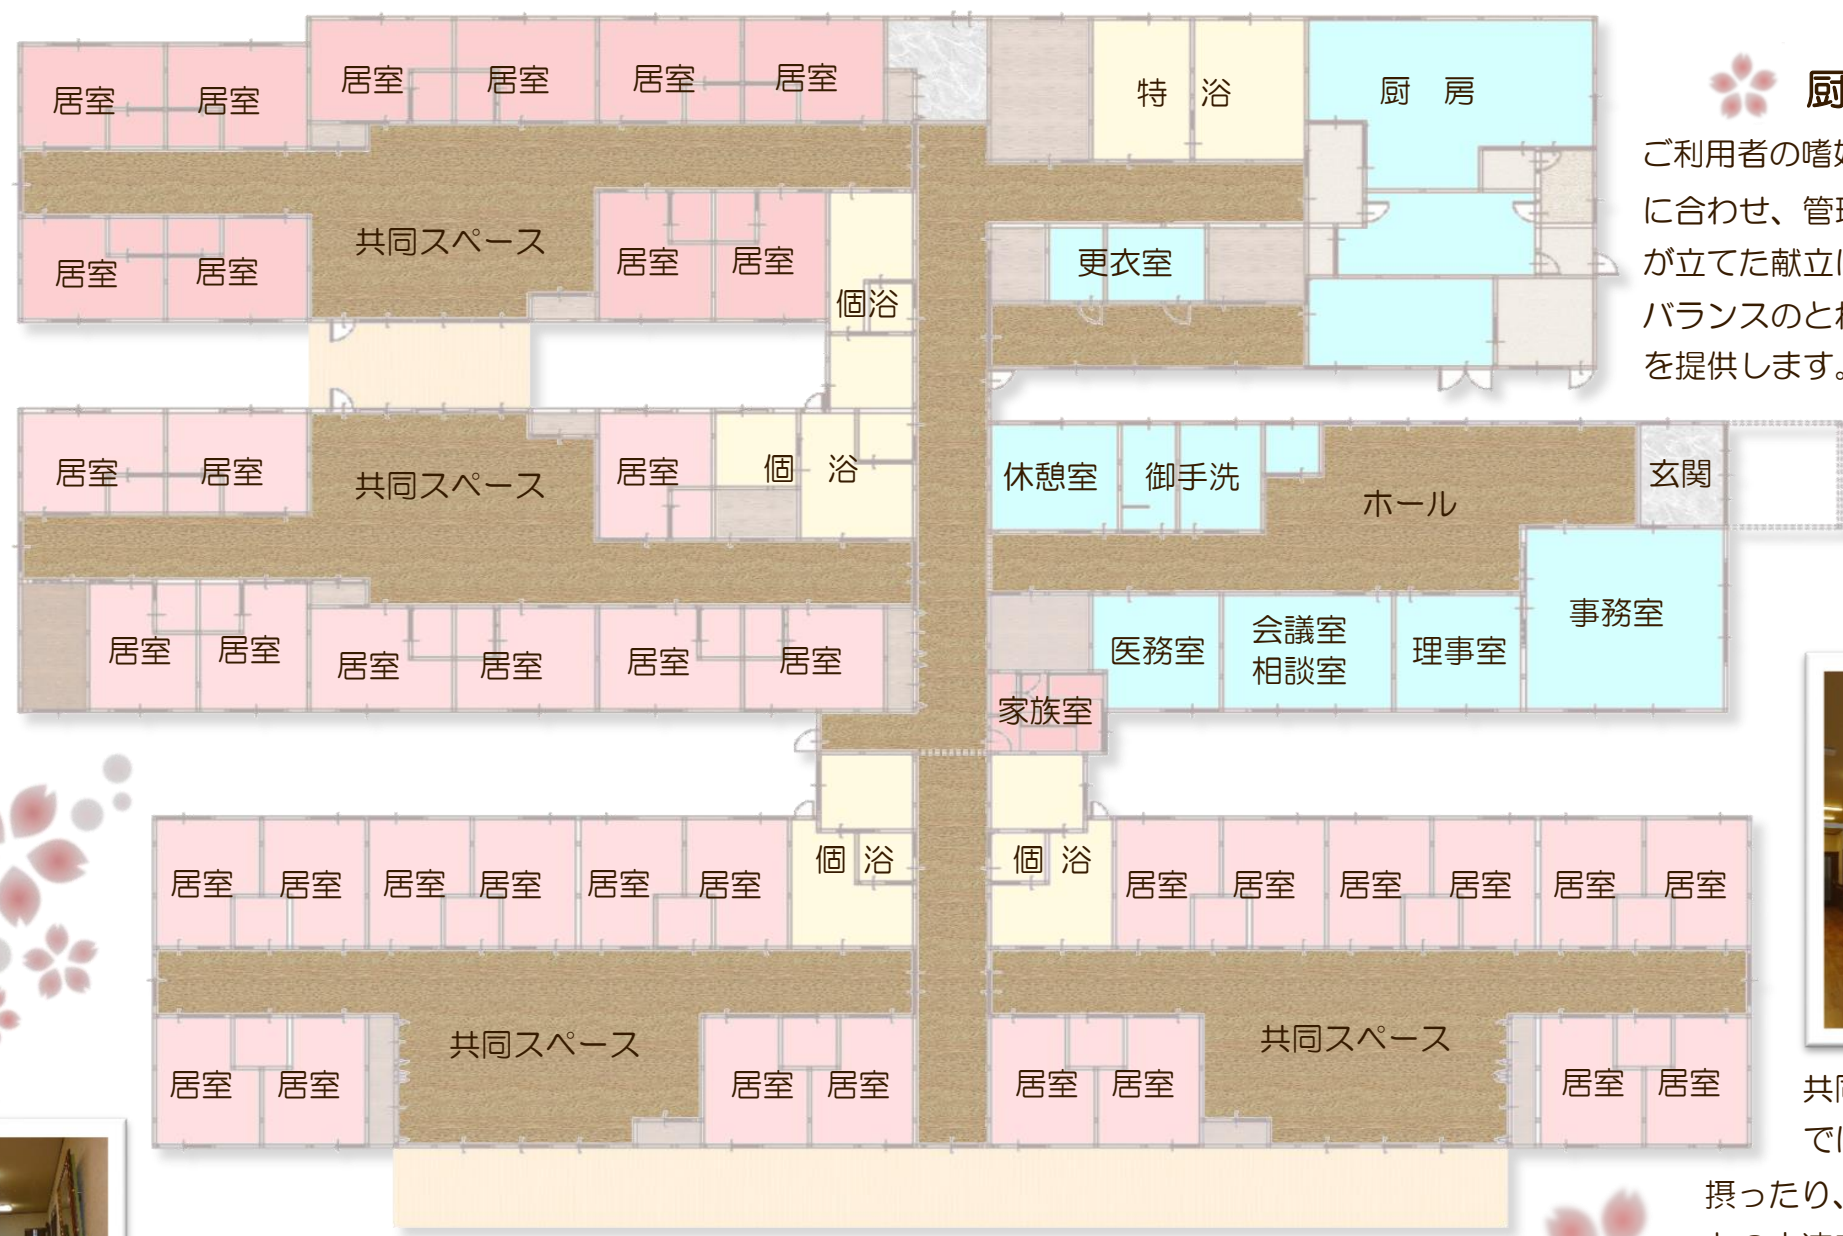 居室 居室 居室 居室 居室 居室 特 浴 厨 房
共同スペース
居室 居室 居室 居室 更衣室
個浴
居室 居室 共同スペース 居室 個 浴 休憩室 御手洗 ホール 玄関
居室 居室 居室 居室 居室 居室 医務室 会議室 理事室 事務室
相談室
家族室
居室 居室 居室 居室 居室 居室 個 浴 個 浴 居室 居室 居室 居室 居室 居室
共同スペース 共同スペース
居室 居室 居室 居室 居室 居室 居室 居室
厨
ご利用者の嗜
に合わせ、管
が立てた献立
バランスのと
を提供します。
共同
では
摂ったり、